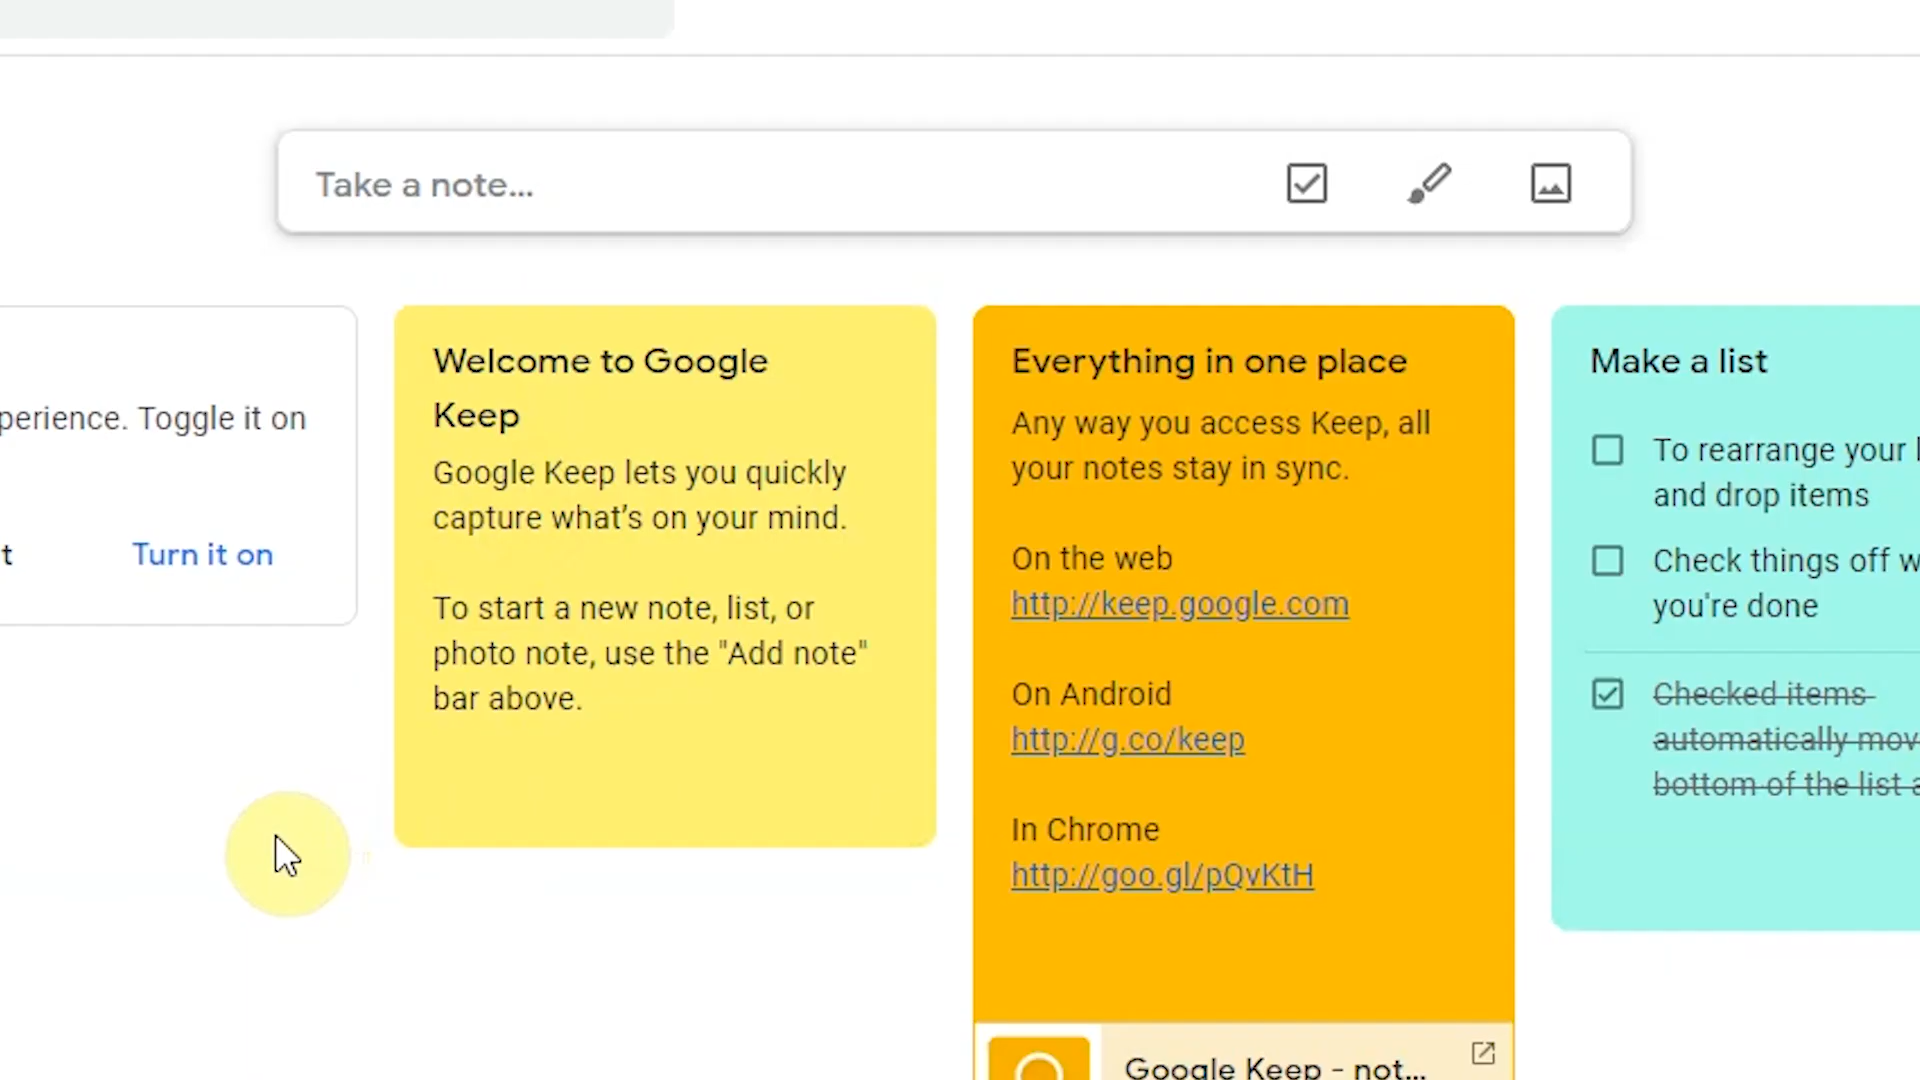 Take a note...
perience. Toggle it on
t
Turn it on
Welcome to Google
Keep
Google Keep lets you quickly
capture what's on your mind.
To start a new note, list, or
photo note, use the "Add note"
bar above.
Everything in one place
Any way you access Keep, all
your notes stay in sync.
On the web
http://keep.google.com
On Android
http://g.co/keep
In Chrome
http://goo.gl/pQvKtH
Google Keep - not...
Make a list
To rearrange your
and drop items
Check things off w
you're done
Checked items
automatically mov
bottom of the list a